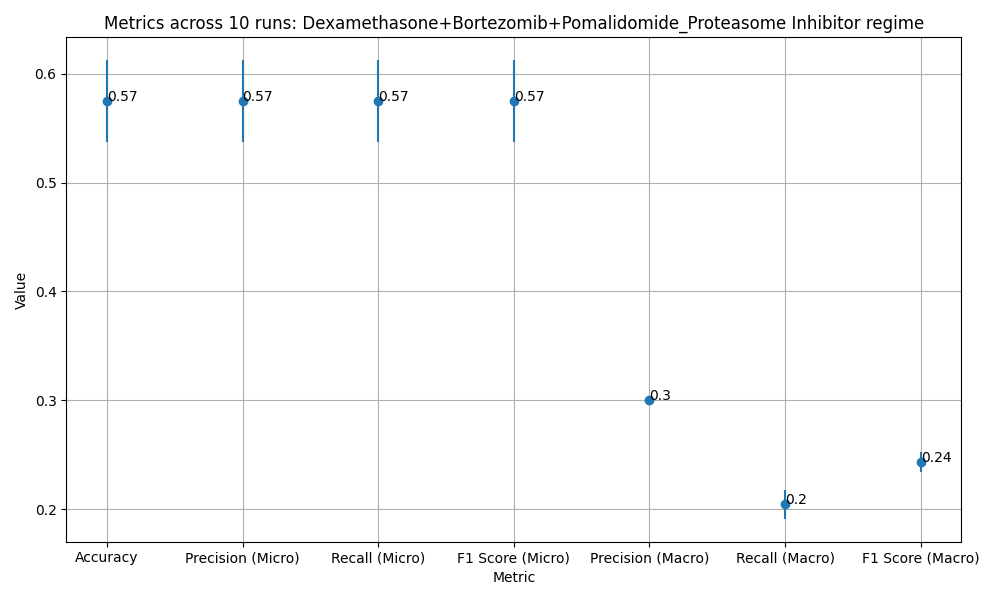 Metrics across 10 runs: Dexamethasone+Bortezomib+Pomalidomide_Proteasome Inhibitor regime
0.6
0.57 0.57 0.57 0.57
0.5
Value
0.4
0.3
0.3
0.24
0.2
0.2
Accuracy Precision (Micro) Recall (Micro) F1 Score (Micro) Precision (Macro) Recall (Macro) F1 Score (Macro)
Metric